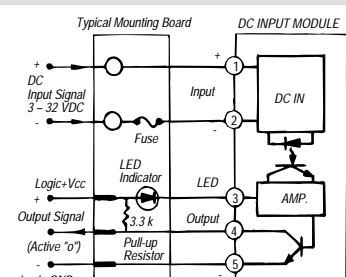 Typical Mounting Board
DC INPUT MODULE
+
DC
Input Signal
3 – 32 VDC
-
Fuse
+
Input
-
1
2
DC IN
LED
Indicator
Logic+Vcc
+
LED
3
AMP.
Output Signal
3.3 k
Output
4
(Active "o")
Pull-up
Resistor
-
5
-